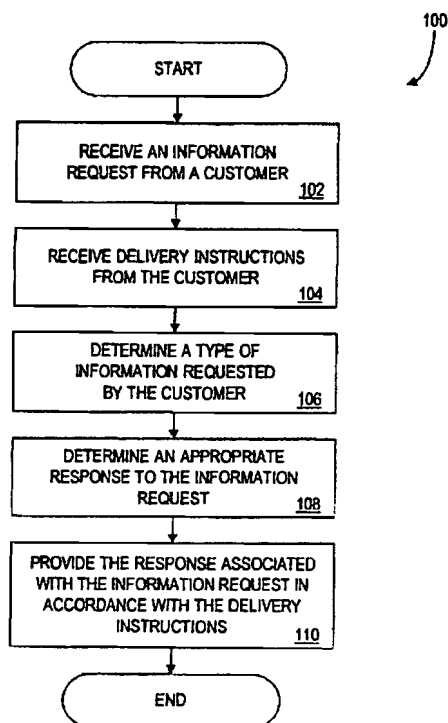 100
START
RECEIVE AN INFORMATION
REQUEST FROM A CUSTOMER
102
RECEIVE DELIVERY INSTRUCTIONS
FROM THE CUSTOMER
104
DETERMINE A TYPE OF
INFORMATION REQUESTED
BY THE CUSTOMER
106
DETERMINE AN APPROPRIATE
RESPONSE TO THE INFORMATION
REQUEST
108
PROVIDE THE RESPONSE ASSOCIATED
WITH THE INFORMATION REQUEST IN
ACCORDANCE WITH THE DELIVERY
INSTRUCTIONS
110
END